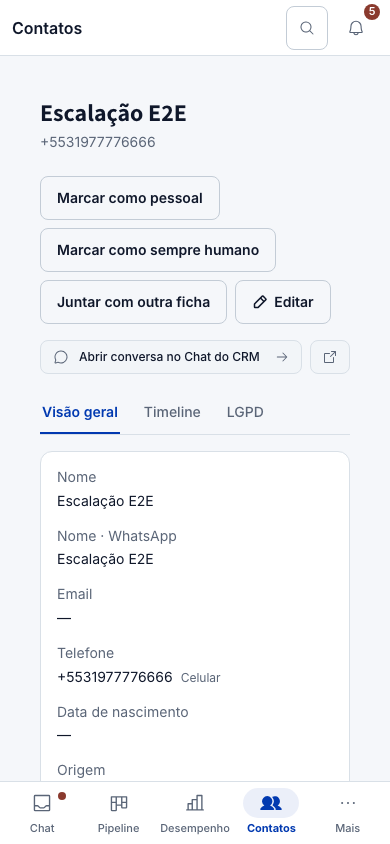 Contatos
5
Escalação E2E
+5531977776666
Marcar como pessoal
Marcar como sempre humano
Juntar com outra ficha
Editar
Abrir conversa no Chat do CRM
Visão geral
Timeline
LGPD
Nome
Escalação E2E
Nome · WhatsApp
Escalação E2E
Email
—
Telefone
+5531977776666 Celular
Data de nascimento
—
Origem
Chat
Pipeline
Desempenho
Contatos
Mais